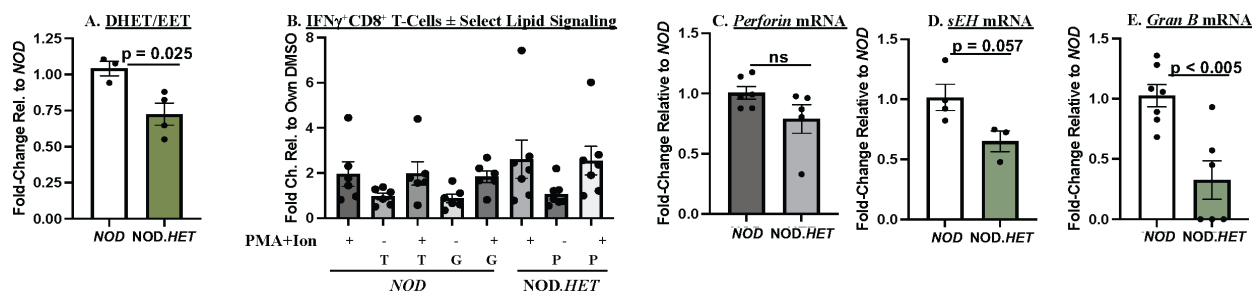 A. DHET/EET
Fold-Change Rel. to NOD
1.25
1.00
0.75
0.50
0.25
0.00
p = 0.025
NOD NOD.HET
B. IFNγ⁺CD8⁺ T-Cells ± Select Lipid Signaling
Fold Ch. Rel. to Own DMSO
8
6
4
2
0
PMA+Ion + - + - + + - +
T T G G P P
NOD NOD.HET
C. Perforin mRNA
Fold-Change Relative to NOD
1.5
1.0
0.5
0.0
ns
NOD NOD.HET
D. sEH mRNA
Fold-Change Relative to NOD
1.5
1.0
0.5
0.0
p = 0.057
NOD NOD.HET
E. Gran B mRNA
Fold-Change Relative to NOD
1.5
1.0
0.5
0.0
p < 0.005
NOD NOD.HET